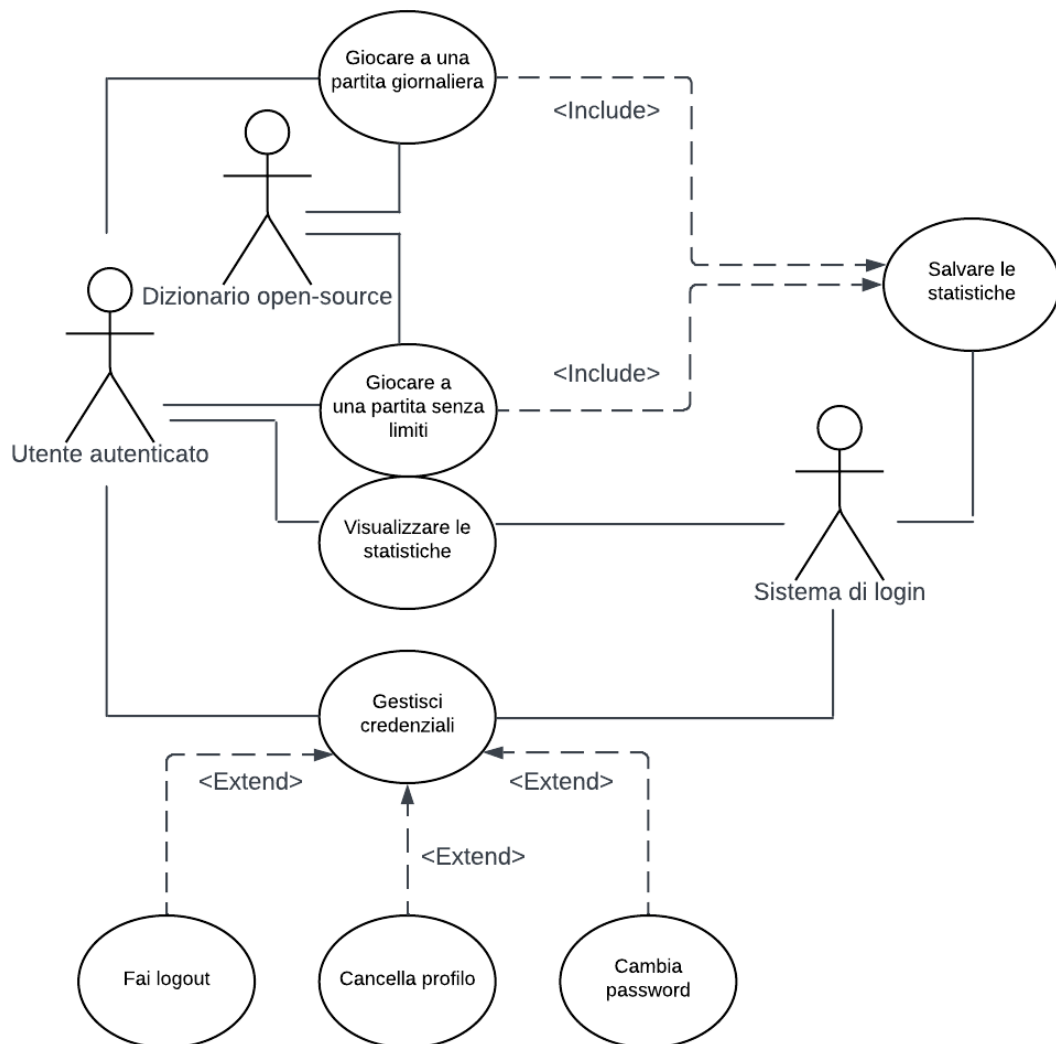 Giocare a una
partita giornaliera
<Include>
Dizionario open-source
Salvare le
statistiche
Giocare a
una partita senza
limiti
<Include>
Utente autenticato
Visualizzare le
statistiche
Sistema di login
Gestisci
credenziali
<Extend>
<Extend>
<Extend>
Fai logout
Cancella profilo
Cambia
password